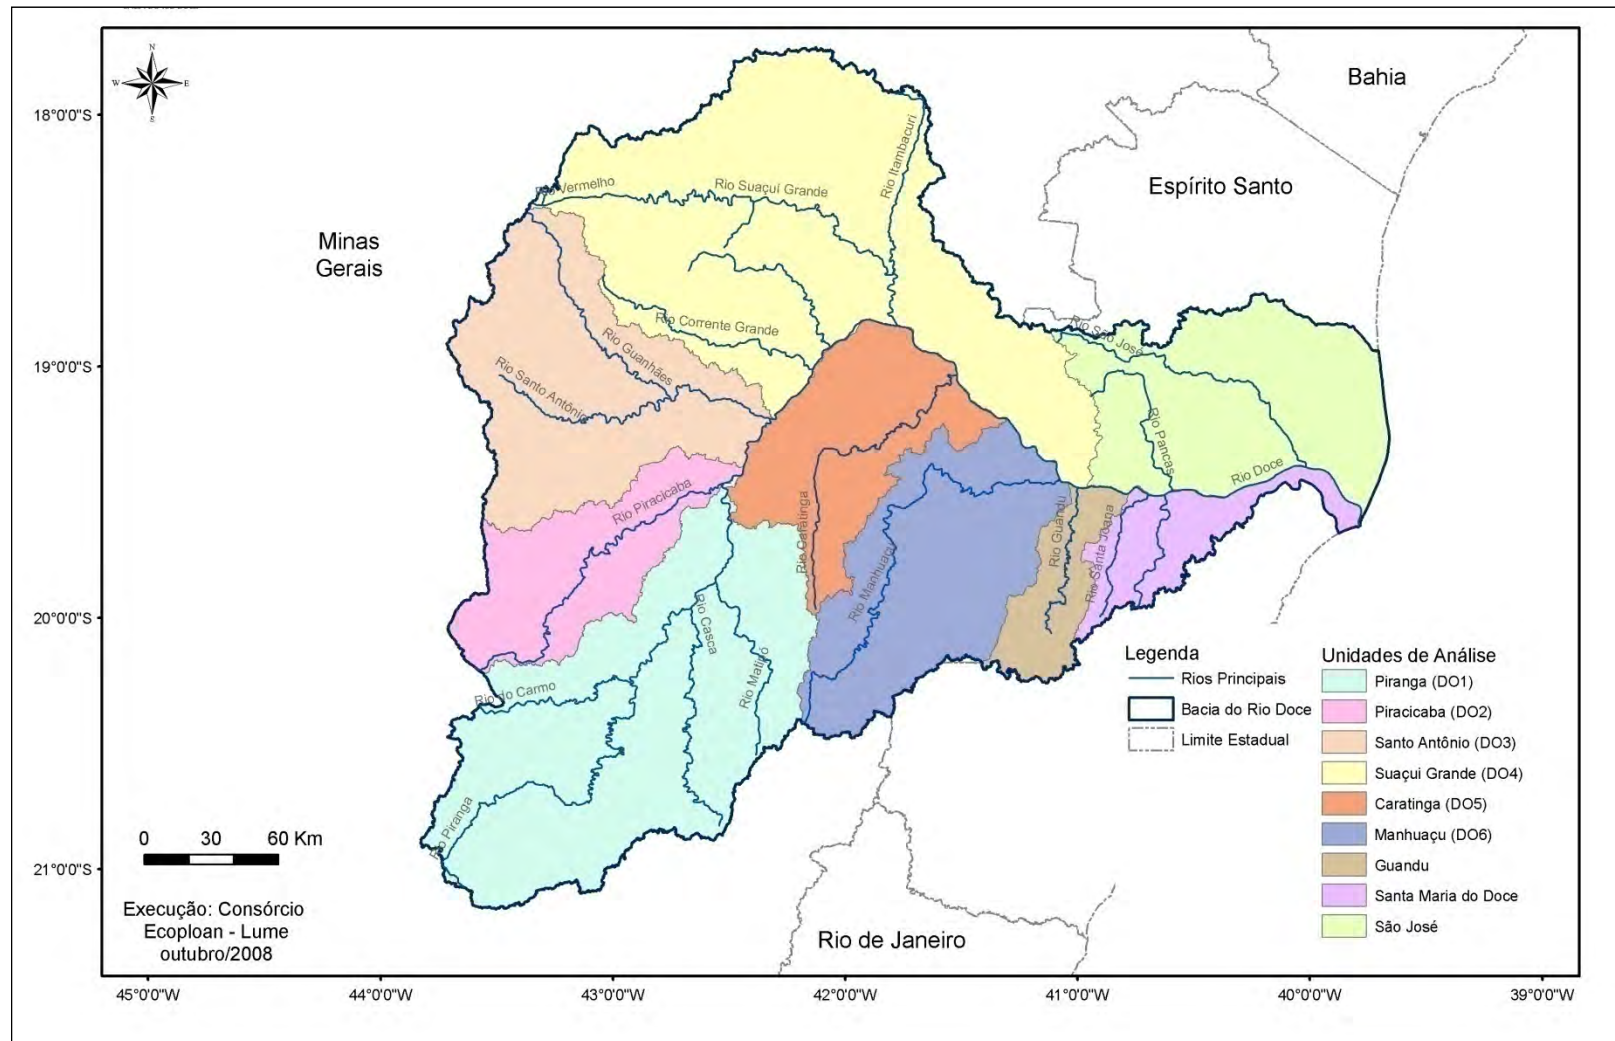 N
W
E
E
Bahia
18°0'0"S
Espírito Santo
Minas
Gerais
Rio Vermelho
Rio Suaçuí Grande
Rio Itambacuri
Rio Corrente Grande
Rio São José
19°0'0"S
Rio Guanhães
Rio Santo Antônio
Rio Pancas
Rio Doce
Rio Piracicaba
Rio Caratinga
Rio Manhuaçu
Rio Guandu
Rio Santa Joana
20°0'0"S
Rio Casca
Rio Matipó
Rio do Carmo
Rio Piranga
Legenda
Rios Principais
Bacia do Rio Doce
Limite Estadual
Unidades de Análise
Piranga (DO1)
Piracicaba (DO2)
Santo Antônio (DO3)
Suaçui Grande (DO4)
Caratinga (DO5)
Manhuaçu (DO6)
Guandu
Santa Maria do Doce
São José
0 30 60 Km
21°0'0"S
Execução: Consórcio
Ecoploan - Lume
outubro/2008
Rio de Janeiro
45°0'0"W 44°0'0"W 43°0'0"W 42°0'0"W 41°0'0"W 40°0'0"W 39°0'0"W